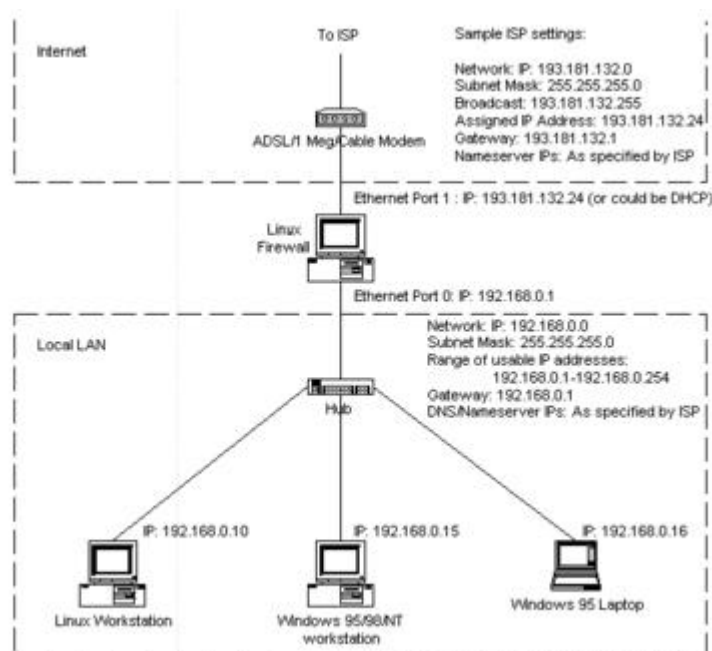 To ISP
Internet
Sample ISP settings:
Network: IP: 193.181.132.0
Subnet Mask: 255.255.255.0
Broadcast: 193.181.132.255
Assigned IP Address: 193.181.132.24
Gateway: 193.181.132.1
Nameserver IPs: As specified by ISP
ADSL/1 Meg/Cable Modem
Ethernet Port 1 : IP: 193.181.132.24 (or could be DHCP)
Linux
Firewall
Ethernet Port 0: IP: 192.168.0.1
Local LAN
Network: IP: 192.168.0.0
Subnet Mask: 255.255.255.0
Range of usable IP addresses:
192.168.0.1-192.168.0.254
Gateway: 192.168.0.1
DNS/Nameserver IPs: As specified by ISP
Hub
IP: 192.168.0.10
IP: 192.168.0.15
IP: 192.168.0.16
Linux Workstation
Windows 95/98/NT
workstation
Windows 95 Laptop